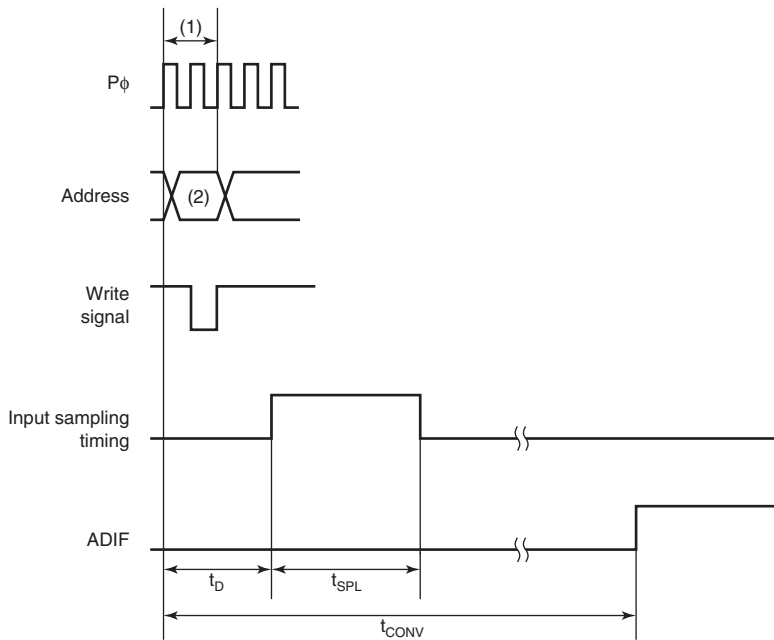 (1)
Pϕ
Address
(2)
Write
signal
Input sampling
timing
ADIF
tD
tSPL
tCONV